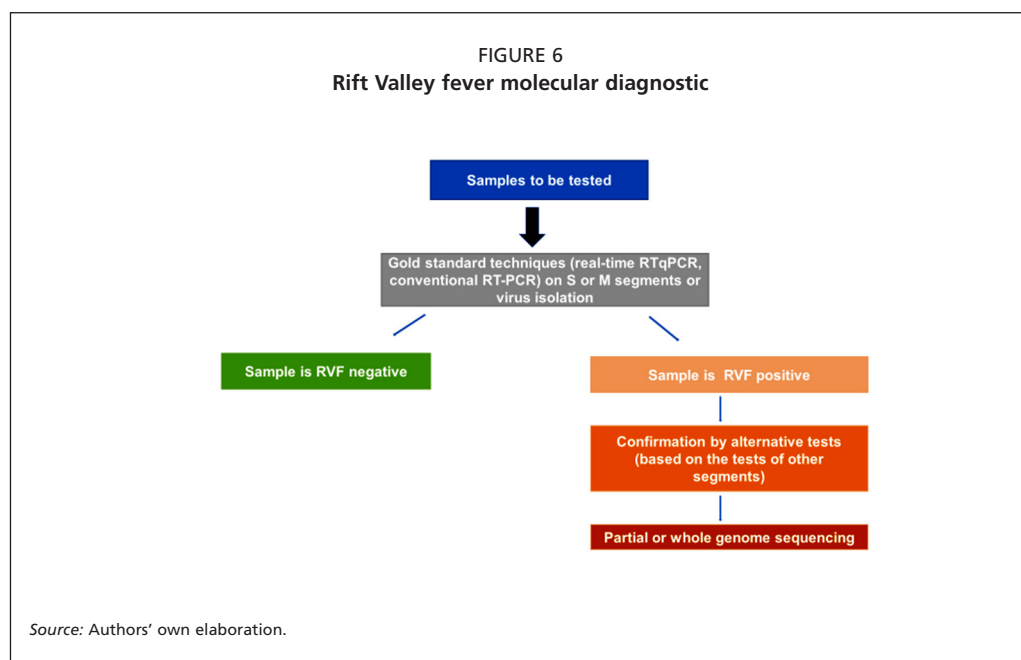 FIGURE 6
Rift Valley fever molecular diagnostic
Samples to be tested
Gold standard techniques (real-time RTqPCR,
conventional RT-PCR) on S or M segments or
virus isolation
Sample is RVF negative
Sample is RVF positive
Confirmation by alternative tests
(based on the tests of other
segments)
Partial or whole genome sequencing
Source: Authors' own elaboration.